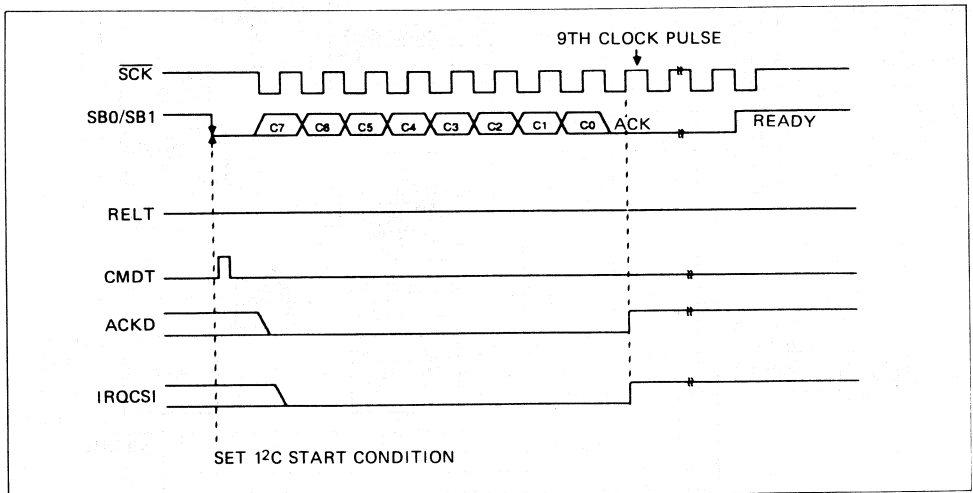 9TH CLOCK PULSE
SCK
SB0/SB1
C7 C6 C5 C4 C3 C2 C1 C0 ACK READY
RELT
CMDT
ACKD
IRQCSI
SET I²C START CONDITION